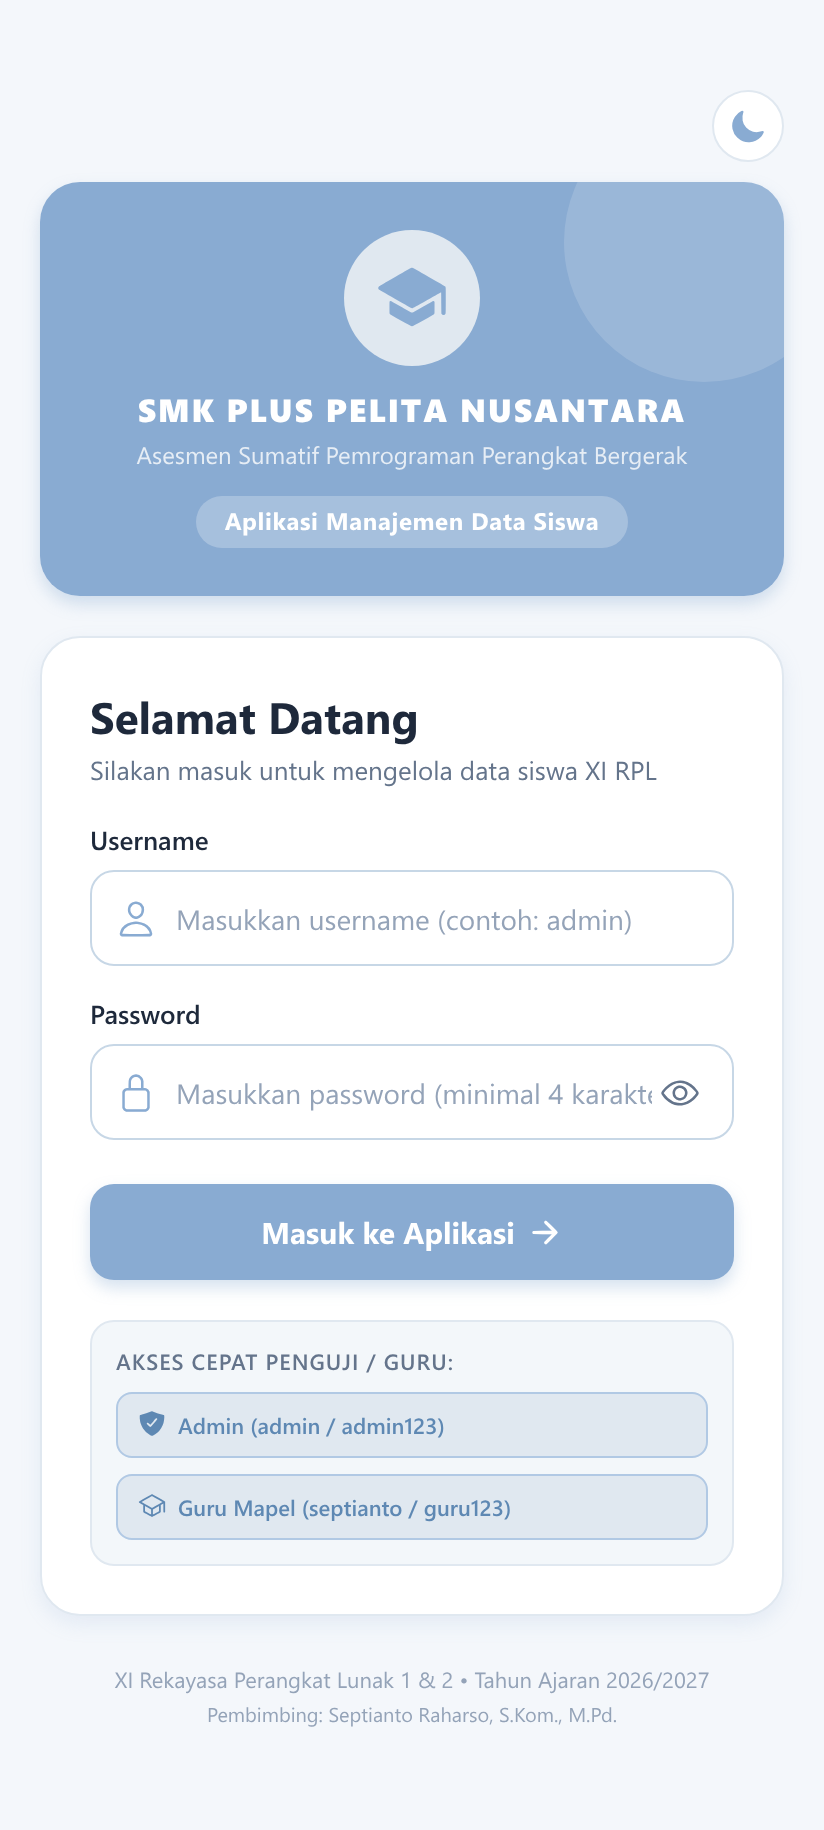 SMK PLUS PELITA NUSANTARA
Asesmen Sumatif Pemrograman Perangkat Bergerak
Aplikasi Manajemen Data Siswa
Selamat Datang
Silakan masuk untuk mengelola data siswa XI RPL
Username
Masukkan username (contoh: admin)
Password
Masukkan password (minimal 4 karakte
Masuk ke Aplikasi →
AKSES CEPAT PENGUJI / GURU:
Admin (admin / admin123)
Guru Mapel (septianto / guru123)
XI Rekayasa Perangkat Lunak 1 & 2 • Tahun Ajaran 2026/2027
Pembimbing: Septianto Raharso, S.Kom., M.Pd.